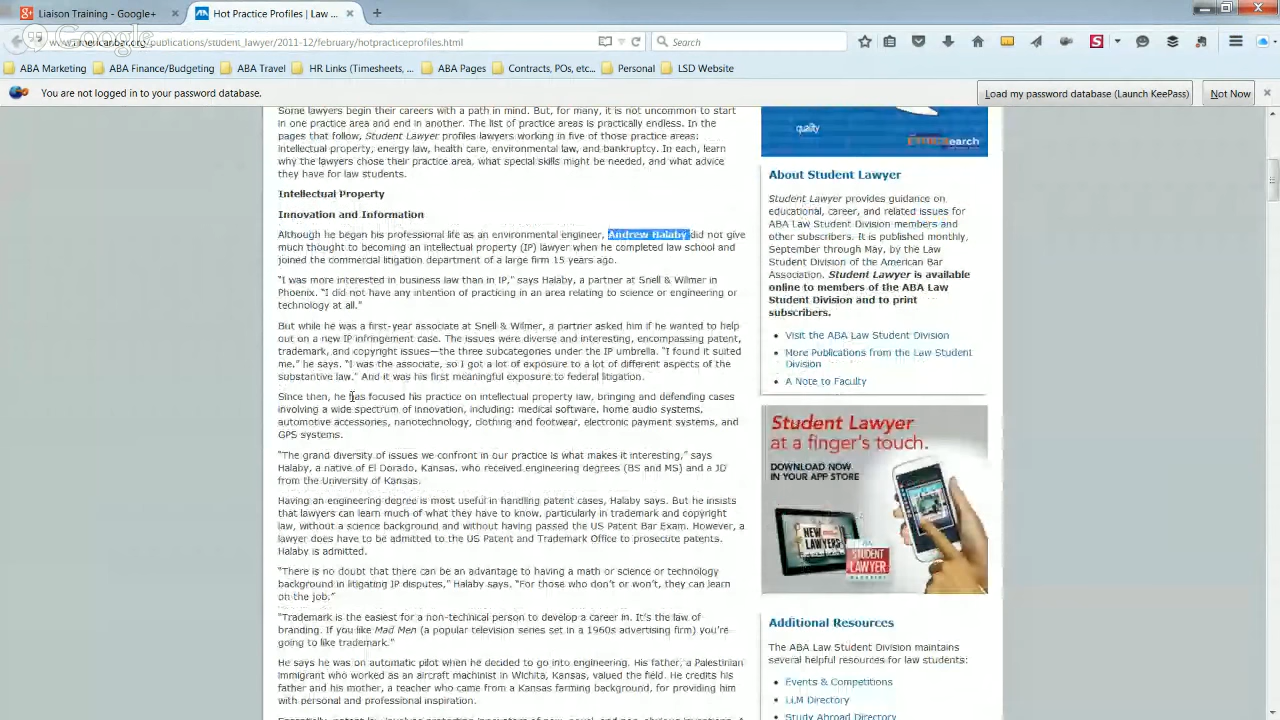 Liaison Training - Google+
Hot Practice Profiles | Law ...
Google+
www.americanbar.org/publications/student_lawyer/2011-12/february/hotpracticeprofiles.html
Search
ABA Marketing
ABA Finance/Budgeting
ABA Travel
HR Links (Timesheets, ...
ABA Pages
Contracts, POs, etc...
Personal
LSD Website
You are not logged in to your password database.
Load my password database (Launch KeePass)
Not Now
Some lawyers begin their careers with a path in mind. But, for many, it is not uncommon to start
in one practice area and end in another. The list of practice areas is practically endless. In the
pages that follow, Student Lawyer profiles lawyers working in five of those practice areas:
intellectual property, energy law, health care, environmental law, and bankruptcy. In each, learn
why the lawyers chose their practice area, what special skills might be needed, and what advice
they have for law students.
Intellectual Property
Innovation and Information
Although he began his professional life as an environmental engineer, Andrew Halaby did not give
much thought to becoming an intellectual property (IP) lawyer when he completed law school and
joined the commercial litigation department of a large firm 15 years ago.
“I was more interested in business law than in IP,” says Halaby, a partner at Snell & Wilmer in
Phoenix. “I did not have any intention of practicing in an area relating to science or engineering or
technology at all.”
But while he was a first-year associate at Snell & Wilmer, a partner asked him if he wanted to help
out on a new IP infringement case. The issues were diverse and interesting, encompassing patent,
trademark, and copyright issues—the three subcategories under the IP umbrella. “I found it suited
me,” he says. “I was the associate, so I got a lot of exposure to a lot of different aspects of the
substantive law.” And it was his first meaningful exposure to federal litigation.
Since then, he has focused his practice on intellectual property law, bringing and defending cases
involving a wide spectrum of innovation, including: medical software, home audio systems,
automotive accessories, nanotechnology, clothing and footwear, electronic payment systems, and
GPS systems.
“The grand diversity of issues we confront in our practice is what makes it interesting,” says
Halaby, a native of El Dorado, Kansas, who received engineering degrees (BS and MS) and a JD
from the University of Kansas.
Having an engineering degree is most useful in handling patent cases, Halaby says. But he insists
that lawyers can learn much of what they have to know, particularly in trademark and copyright
law, without a science background and without having passed the US Patent Bar Exam. However, a
lawyer does have to be admitted to the US Patent and Trademark Office to prosecute patents.
Halaby is admitted.
“There is no doubt that there can be an advantage to having a math or science or technology
background in litigating IP disputes,” Halaby says. “For those who don’t or won’t, they can learn
on the job.”
“Trademark is the easiest for a non-technical person to develop a career in. It’s the law of
branding. If you like Mad Men (a popular television series set in a 1960s advertising firm) you’re
going to like trademark.”
He says he was on automatic pilot when he decided to go into engineering. His father, a Palestinian
immigrant who worked as an aircraft machinist in Wichita, Kansas, valued the field. He credits his
father and his mother, a teacher who came from a Kansas farming background, for providing him
with personal and professional inspiration.
quality
ETHICSearch
About Student Lawyer
Student Lawyer provides guidance on
educational, career, and related issues for
ABA Law Student Division members and
other subscribers. It is published monthly,
September through May, by the Law
Student Division of the American Bar
Association. Student Lawyer is available
online to members of the ABA Law
Student Division and to print
subscribers.
Visit the ABA Law Student Division
More Publications from the Law Student
Division
A Note to Faculty
Student Lawyer
at a finger's touch.
DOWNLOAD NOW
IN YOUR APP STORE
NEW
LAWYERS
STUDENT
LAWYER
Additional Resources
The ABA Law Student Division maintains
several helpful resources for law students:
Events & Competitions
LLM Directory
Study Abroad Directory